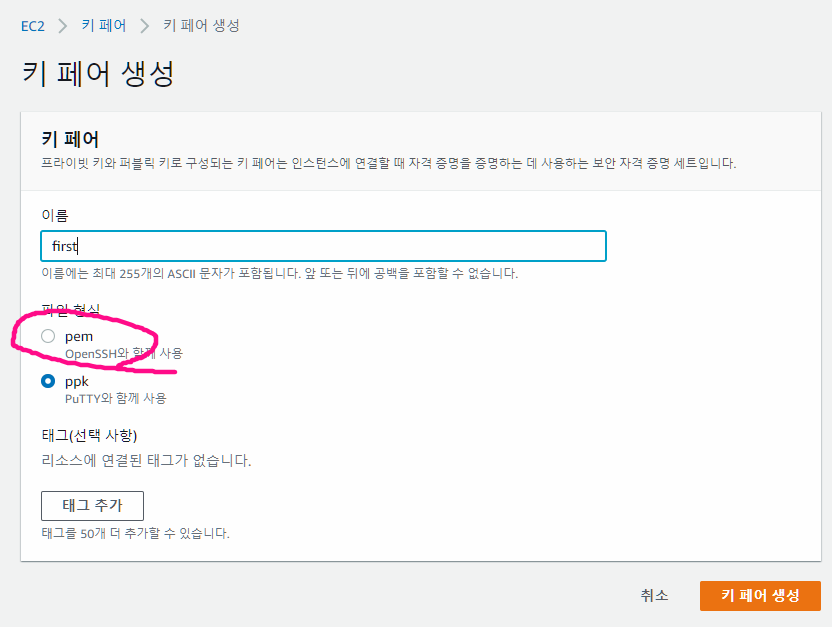 EC2 > 키 페어 > 키 페어 생성
키 페어 생성
키 페어
프라이빗 키와 퍼블릭 키로 구성되는 키 페어는 인스턴스에 연결할 때 자격 증명을 증명하는 데 사용하는 보안 자격 증명 세트입니다.
이름
first
이름에는 최대 255개의 ASCII 문자가 포함됩니다. 앞 또는 뒤에 공백을 포함할 수 없습니다.
파일 형식
pem
OpenSSH와 함께 사용
ppk
PuTTY와 함께 사용
태그(선택 사항)
리소스에 연결된 태그가 없습니다.
태그 추가
태그를 50개 더 추가할 수 있습니다.
취소
키 페어 생성